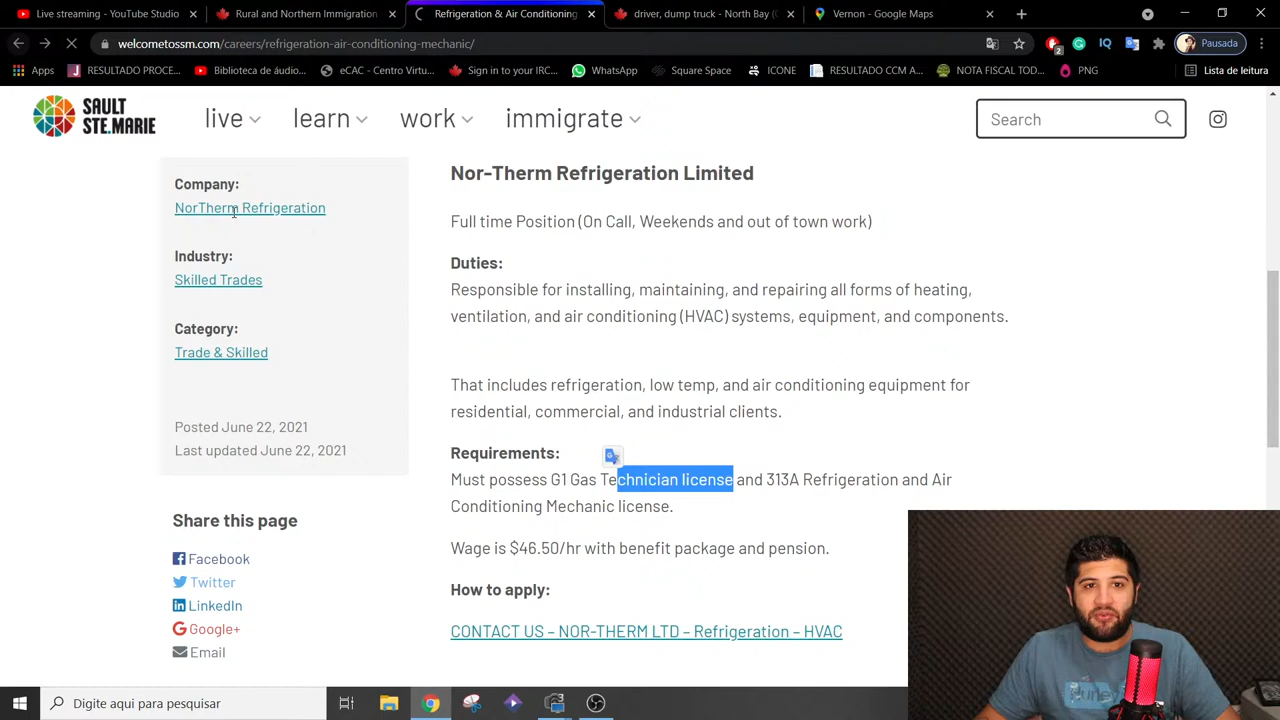 Live streaming - YouTube Studio
Rural and Northern Immigration
Refrigeration & Air Conditioning
driver, dump truck - North Bay (
Vernon - Google Maps
welcometossm.com/careers/refrigeration-air-conditioning-mechanic/
2
Pausada
Apps
RESULTADO PROCE...
Biblioteca de áudio...
eCAC - Centro Virtu...
Sign in to your IRC...
WhatsApp
Square Space
ICONE
RESULTADO CCM A...
NOTA FISCAL TOD...
PNG
Lista de leitura
SAULT
STE.MARIE
live
learn
work
immigrate
Search
Company:
NorTherm Refrigeration
Industry:
Skilled Trades
Category:
Trade & Skilled
Posted June 22, 2021
Last updated June 22, 2021
Share this page
Facebook
Twitter
LinkedIn
Google+
Email
Nor-Therm Refrigeration Limited
Full time Position (On Call, Weekends and out of town work)
Duties:
Responsible for installing, maintaining, and repairing all forms of heating,
ventilation, and air conditioning (HVAC) systems, equipment, and components.
That includes refrigeration, low temp, and air conditioning equipment for
residential, commercial, and industrial clients.
Requirements:
Must possess G1 Gas Technician license and 313A Refrigeration and Air
Conditioning Mechanic license.
Wage is $46.50/hr with benefit package and pension.
How to apply:
CONTACT US – NOR-THERM LTD – Refrigeration – HVAC
Digite aqui para pesquisar